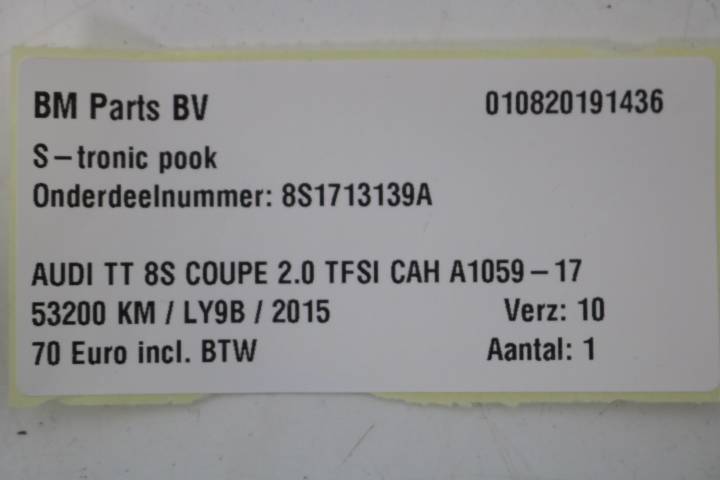 BM Parts BV 010820191436
S-tronic pook
Onderdeelnummer: 8S1713139A
AUDI TT 8S COUPE 2.0 TFSI CAH A1059-17
53200 KM / LY9B / 2015 Verz: 10
70 Euro incl. BTW Aantal: 1